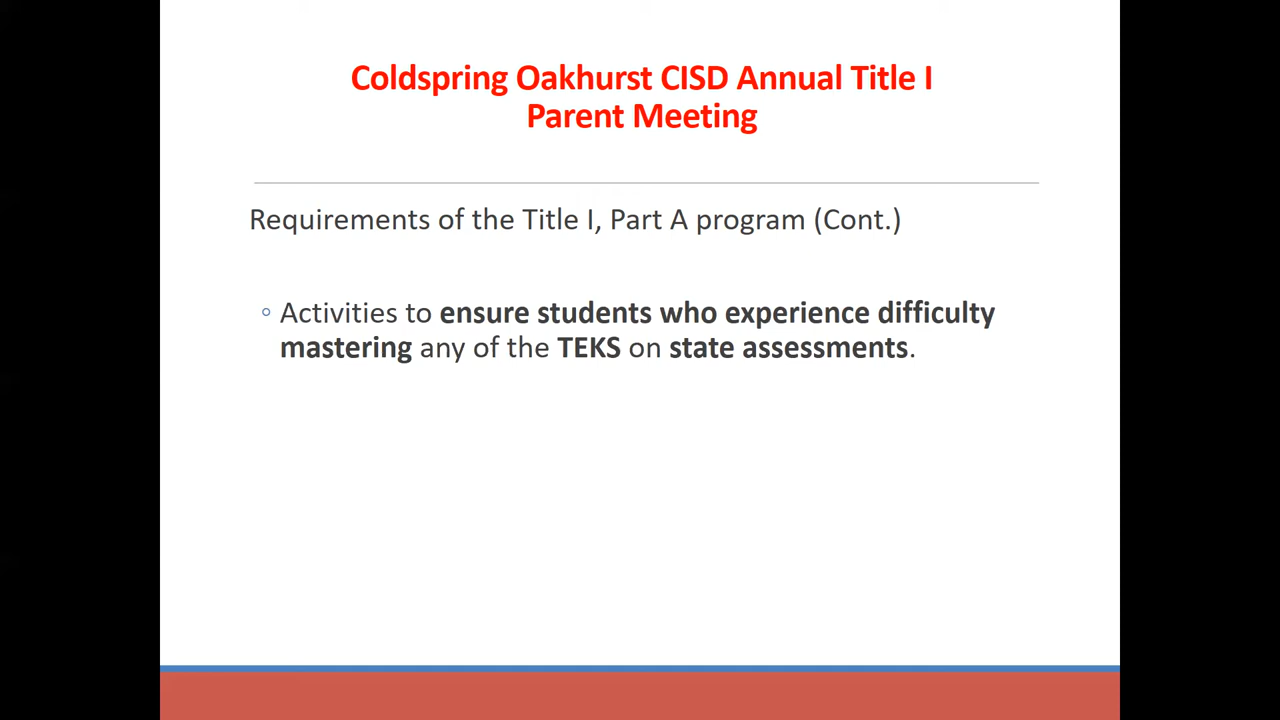 Coldspring Oakhurst CISD Annual Title I
Parent Meeting
Requirements of the Title I, Part A program (Cont.)
◦ Activities to ensure students who experience difficulty
mastering any of the TEKS on state assessments.